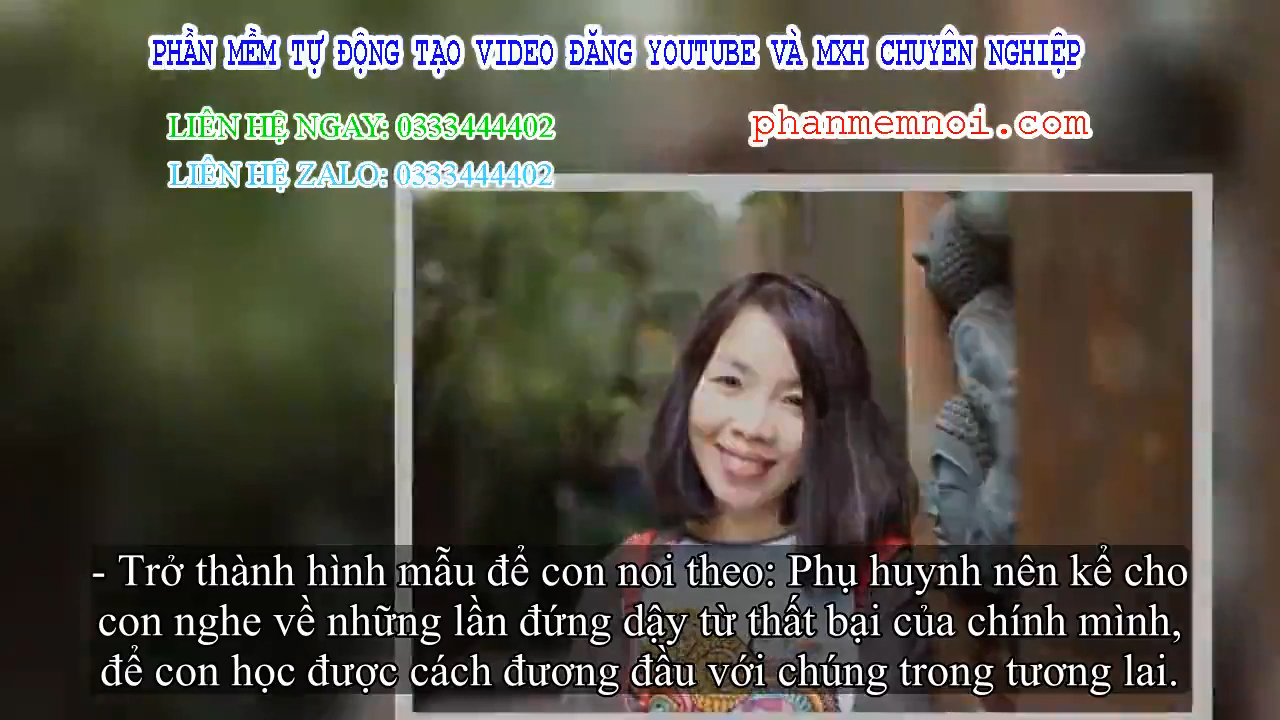 PHẦN MỀM TỰ ĐỘNG TẠO VIDEO ĐĂNG YOUTUBE VÀ MXH CHUYÊN NGHIỆP
LIÊN HỆ NGAY: 0333444402
phanmemnoi.com
LIÊN HỆ ZALO: 0333444402
- Trở thành hình mẫu để con noi theo: Phụ huynh nên kể cho
con nghe về những lần đứng dậy từ thất bại của chính mình,
để con học được cách đương đầu với chúng trong tương lai.